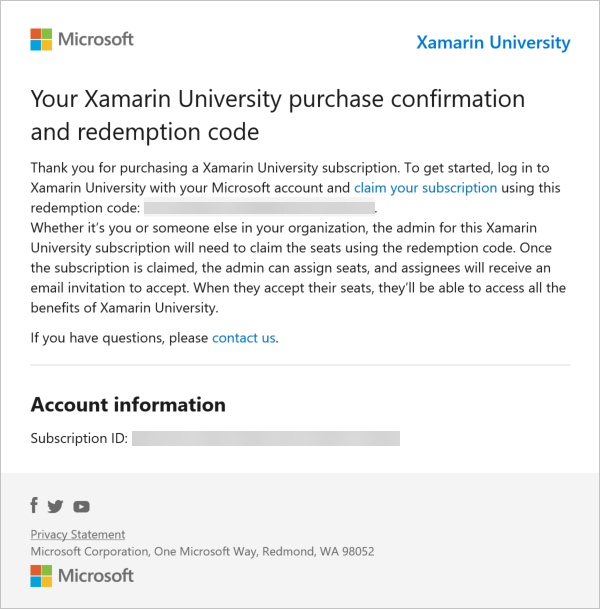 Microsoft
Xamarin University
Your Xamarin University purchase confirmation
and redemption code
Thank you for purchasing a Xamarin University subscription. To get started, log in to
Xamarin University with your Microsoft account and claim your subscription using this
redemption code: .
Whether it's you or someone else in your organization, the admin for this Xamarin
University subscription will need to claim the seats using the redemption code. Once
the subscription is claimed, the admin can assign seats, and assignees will receive an
email invitation to accept. When they accept their seats, they'll be able to access all the
benefits of Xamarin University.
If you have questions, please contact us.
Account information
Subscription ID:
Privacy Statement
Microsoft Corporation, One Microsoft Way, Redmond, WA 98052
Microsoft